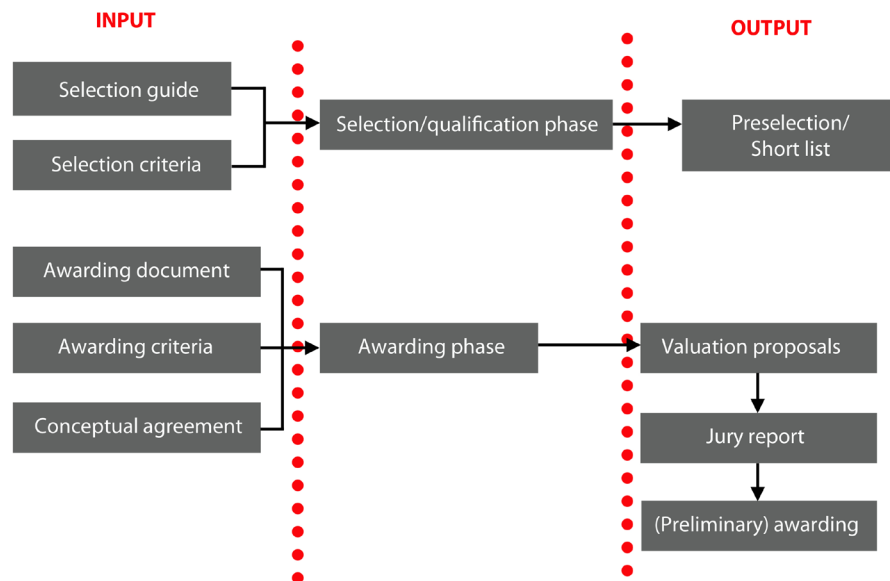 INPUT
OUTPUT
Selection guide
Selection criteria
Selection/qualification phase
Preselection/
Short list
Awarding document
Awarding criteria
Conceptual agreement
Awarding phase
Valuation proposals
Jury report
(Preliminary) awarding